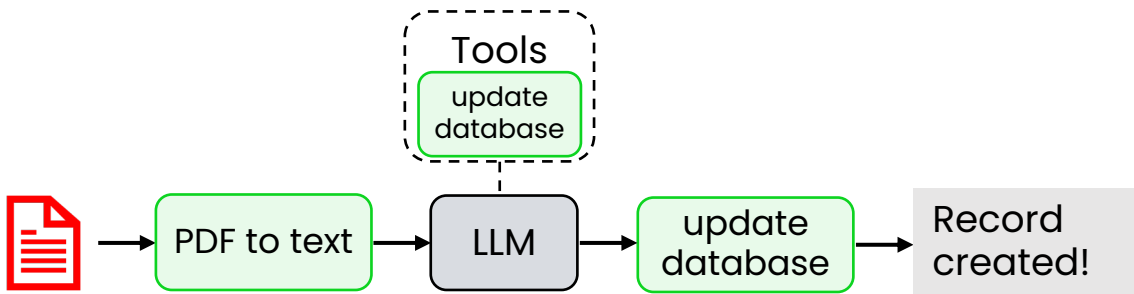 Tools
update
database
PDF to text
LLM
update
database
Record
created!